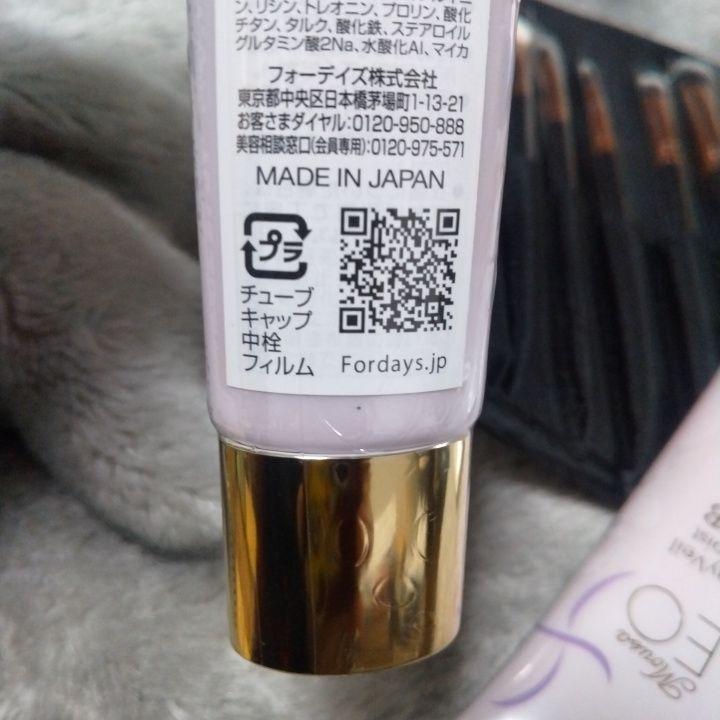 ン、リシン、トレオニン、プロリン、酸化
チタン、タルク、酸化鉄、ステアロイル
グルタミン酸2Na、水酸化Al、マイカ
フォーデイズ株式会社
東京都中央区日本橋茅場町1-13-21
お客さまダイヤル:0120-950-888
美容相談窓口(会員専用):0120-975-571
MADE IN JAPAN
プラ
チューブ
キャップ
中栓
フィルム
Fordays.jp
Veil
EO
Mousa